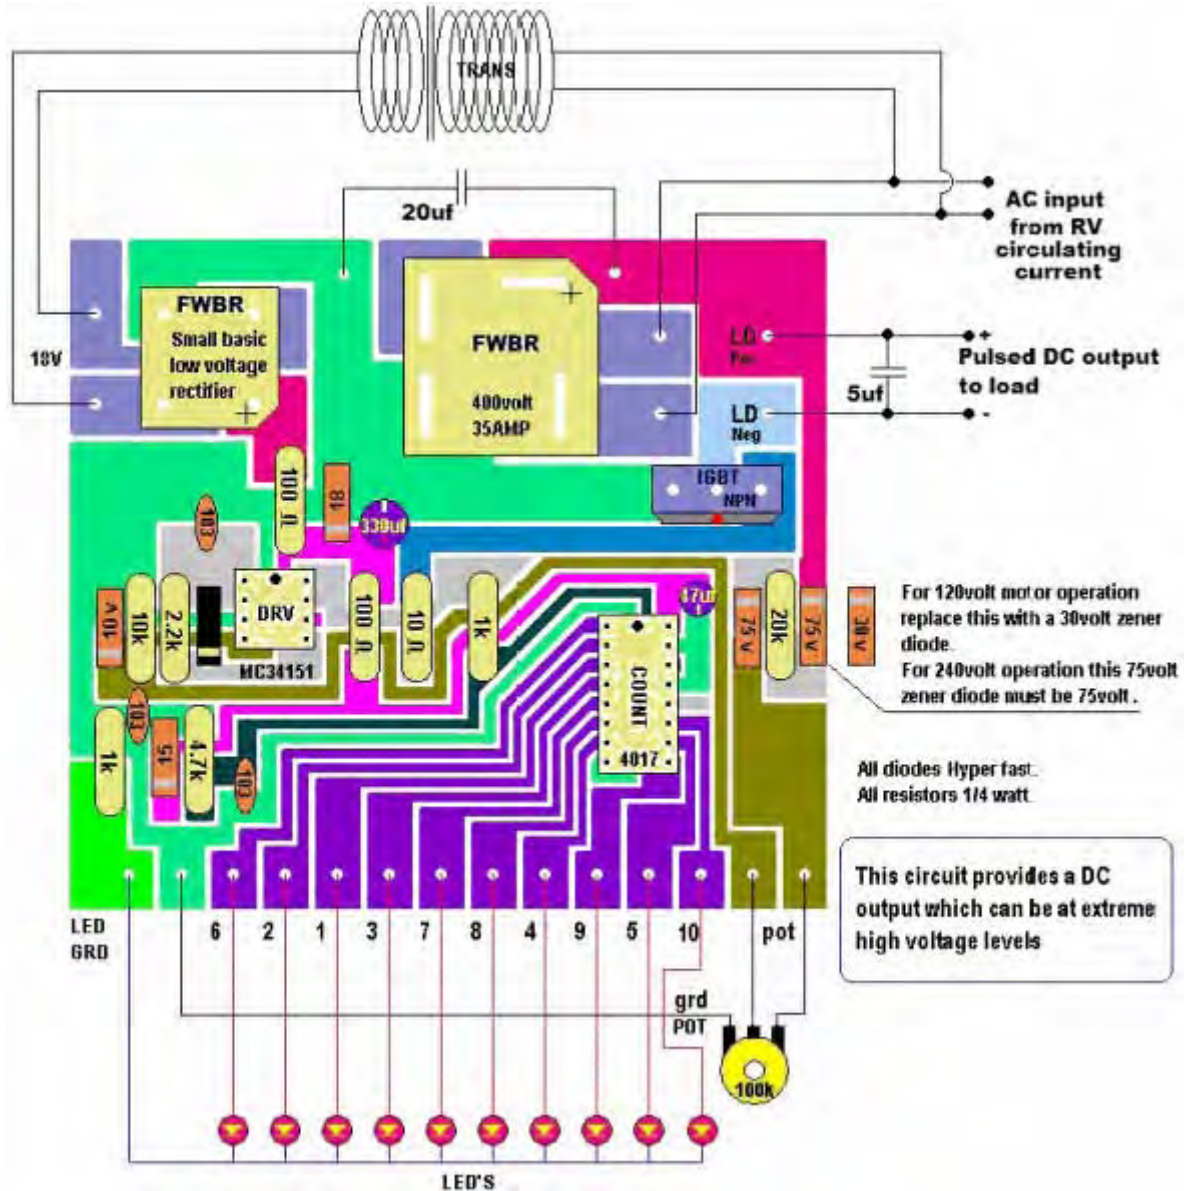 TRANS
20uf
AC input
from RV
circulating
current
FWBR
Small basic
low voltage
rectifier
18V
FWBR
400volt
35AMP
LD
Pos
LD
Neg
Pulsed DC output
to load
+
-
5uf
IGBT
NPN
100 Ω
18
330uf
103
10v
10k
2.2k
DRV
MC34151
100 Ω
10 Ω
1k
47uf
COUNT
4017
75 v
20k
75 v
30 v
For 120volt motor operation
replace this with a 30volt zener
diode.
For 240volt operation this 75volt
zener diode must be 75volt .
1k
103
15
47k
103
All diodes Hyper fast.
All resistors 1/4 watt.
This circuit provides a DC
output which can be at extreme
high voltage levels
LED
GRD
6 2 1 3 7 8 4 9 5 10 pot
grd
POT
100k
LED'S